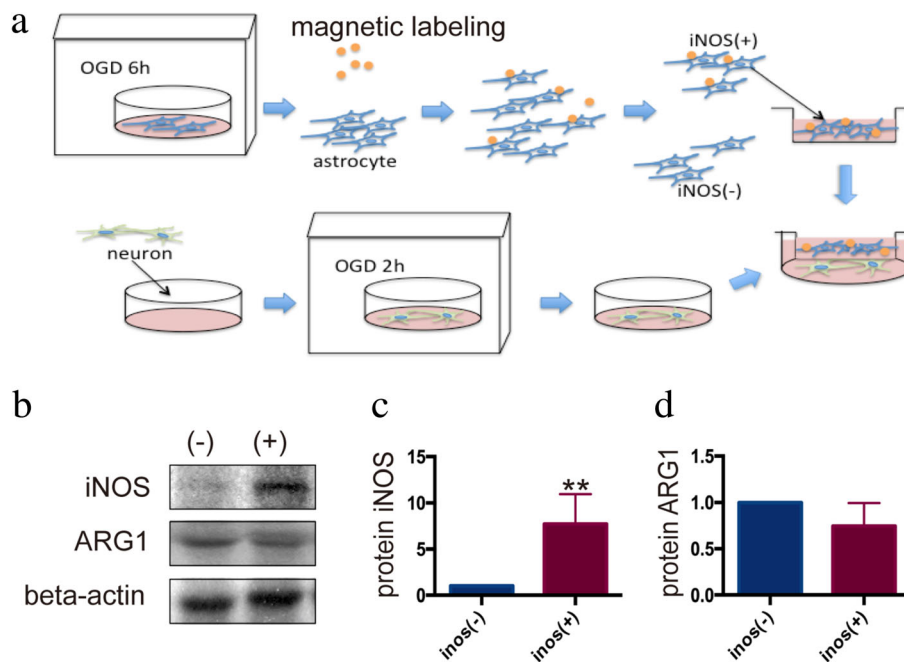 a
magnetic labeling
OGD 6h
iNOS(+)
astrocyte
iNOS(-)
neuron
OGD 2h
b
(-) (+)
iNOS
ARG1
beta-actin
c
protein iNOS
15
10
5
0
**
inos(-)
inos(+)
d
protein ARG1
1.5
1.0
0.5
0.0
inos(-)
inos(+)